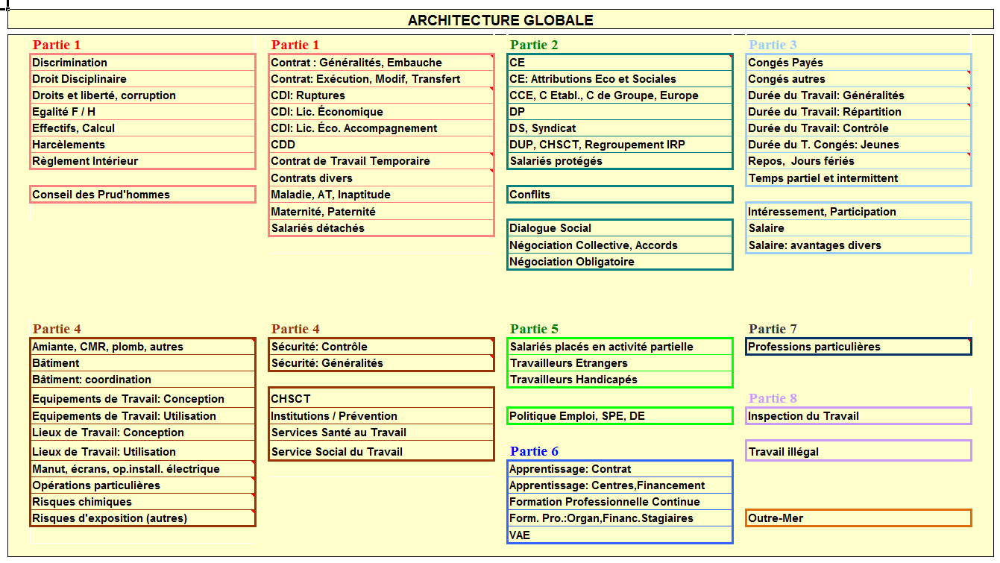 ARCHITECTURE GLOBALE
Partie 1
Discrimination
Droit Disciplinaire
Droits et liberté, corruption
Egalité F / H
Effectifs, Calcul
Harcèlements
Règlement Intérieur
Conseil des Prud'hommes
Partie 1
Contrat : Généralités, Embauche
Contrat: Exécution, Modif, Transfert
CDI: Ruptures
CDI: Lic. Économique
CDI: Lic. Éco. Accompagnement
CDD
Contrat de Travail Temporaire
Contrats divers
Maladie, AT, Inaptitude
Maternité, Paternité
Salariés détachés
Partie 2
CE
CE: Attributions Eco et Sociales
CCE, C Etabl., C de Groupe, Europe
DP
DS, Syndicat
DUP, CHSCT, Regroupement IRP
Salariés protégés
Conflits
Dialogue Social
Négociation Collective, Accords
Négociation Obligatoire
Partie 3
Congés Payés
Congés autres
Durée du Travail: Généralités
Durée du Travail: Répartition
Durée du Travail: Contrôle
Durée du T. Congés: Jeunes
Repos, Jours fériés
Temps partiel et intermittent
Intéressement, Participation
Salaire
Salaire: avantages divers
Partie 4
Amiante, CMR, plomb, autres
Bâtiment
Bâtiment: coordination
Equipements de Travail: Conception
Equipements de Travail: Utilisation
Lieux de Travail: Conception
Lieux de Travail: Utilisation
Manut, écrans, op.install. électrique
Opérations particulières
Risques chimiques
Risques d'exposition (autres)
Partie 4
Sécurité: Contrôle
Sécurité: Généralités
CHSCT
Institutions / Prévention
Services Santé au Travail
Service Social du Travail
Partie 5
Salariés placés en activité partielle
Travailleurs Etrangers
Travailleurs Handicapés
Politique Emploi, SPE, DE
Partie 6
Apprentissage: Contrat
Apprentissage: Centres,Financement
Formation Professionnelle Continue
Form. Pro.:Organ,Financ.Stagiaires
VAE
Partie 7
Professions particulières
Partie 8
Inspection du Travail
Travail illégal
Outre-Mer